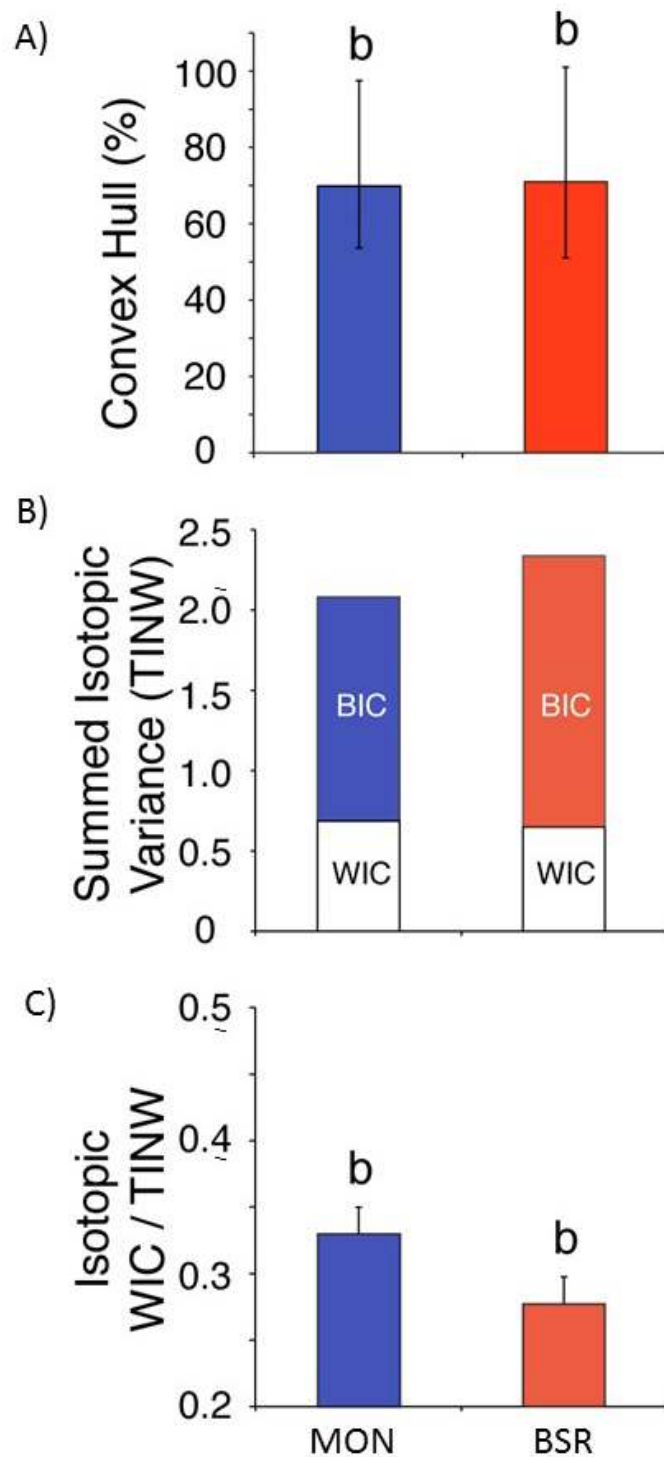 A)
b b
Convex Hull (%)
100
80
60
40
20
0
B)
Summed Isotopic
Variance (TINW)
2.5
2.0
1.5
1.0
0.5
0
BIC BIC
WIC WIC
C)
Isotopic
WIC / TINW
0.5
0.4
0.3
0.2
b
b
MON BSR